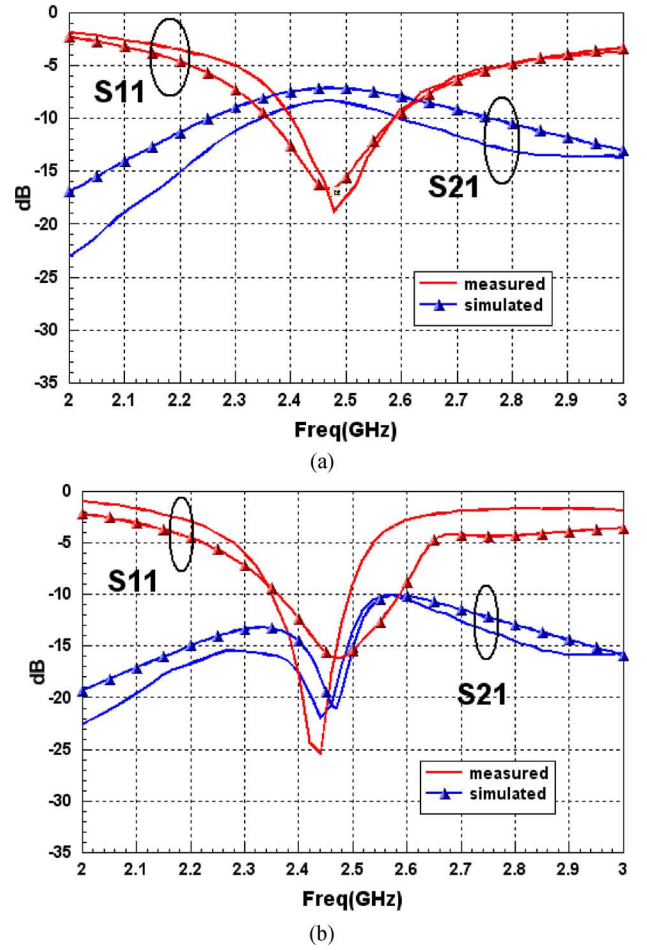 0
-5
-10
-15
-20
-25
-30
-35
dB
S11
S21
measured
simulated
2 2.1 2.2 2.3 2.4 2.5 2.6 2.7 2.8 2.9 3
Freq(GHz)
(a)
0
-5
-10
-15
-20
-25
-30
-35
dB
S11
S21
measured
simulated
2 2.1 2.2 2.3 2.4 2.5 2.6 2.7 2.8 2.9 3
Freq(GHz)
(b)